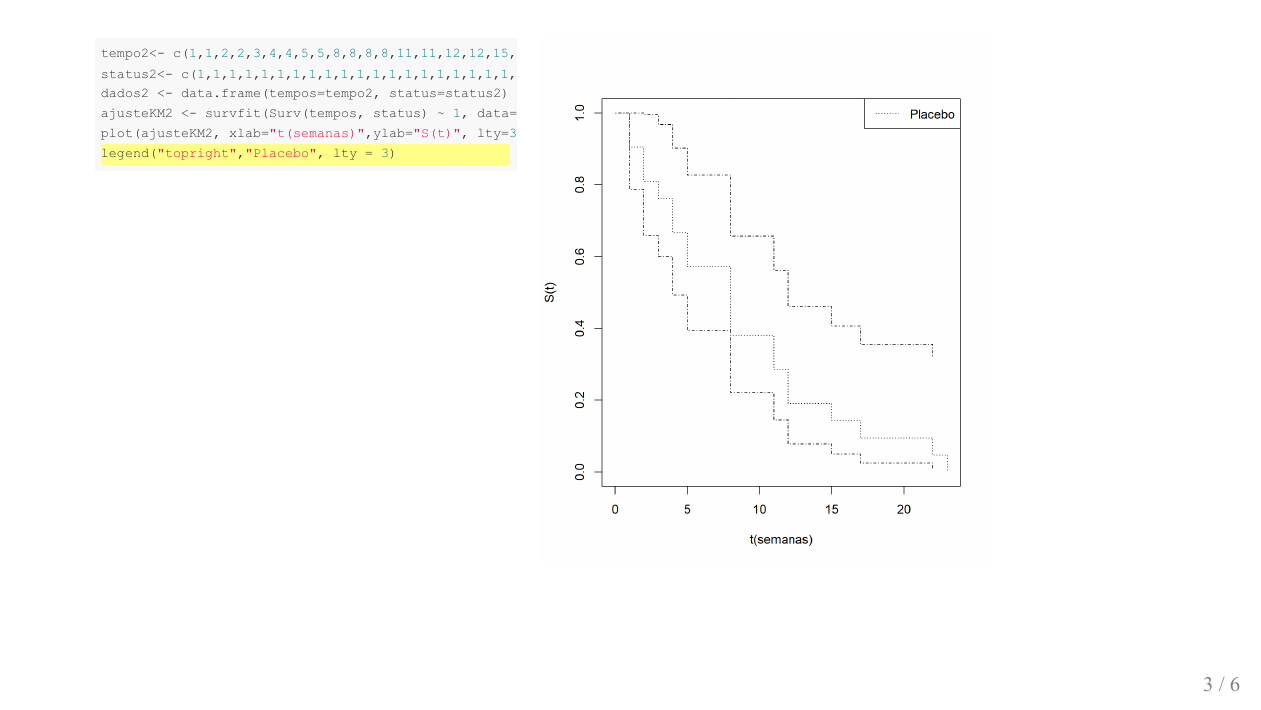 tempo2<- c(1,1,2,2,3,4,4,5,5,8,8,8,8,11,11,12,12,15,
status2<- c(1,1,1,1,1,1,1,1,1,1,1,1,1,1,1,1,1,1,1,1,
dados2 <- data.frame(tempos=tempo2, status=status2)
ajusteKM2 <- survfit(Surv(tempos, status) ~ 1, data=
plot(ajusteKM2, xlab="t(semanas)",ylab="S(t)", lty=3
legend("topright","Placebo", lty = 3)
Placebo
1.0
0.8
0.6
0.4
0.2
0.0
S(t)
0 5 10 15 20
t(semanas)
3 / 6